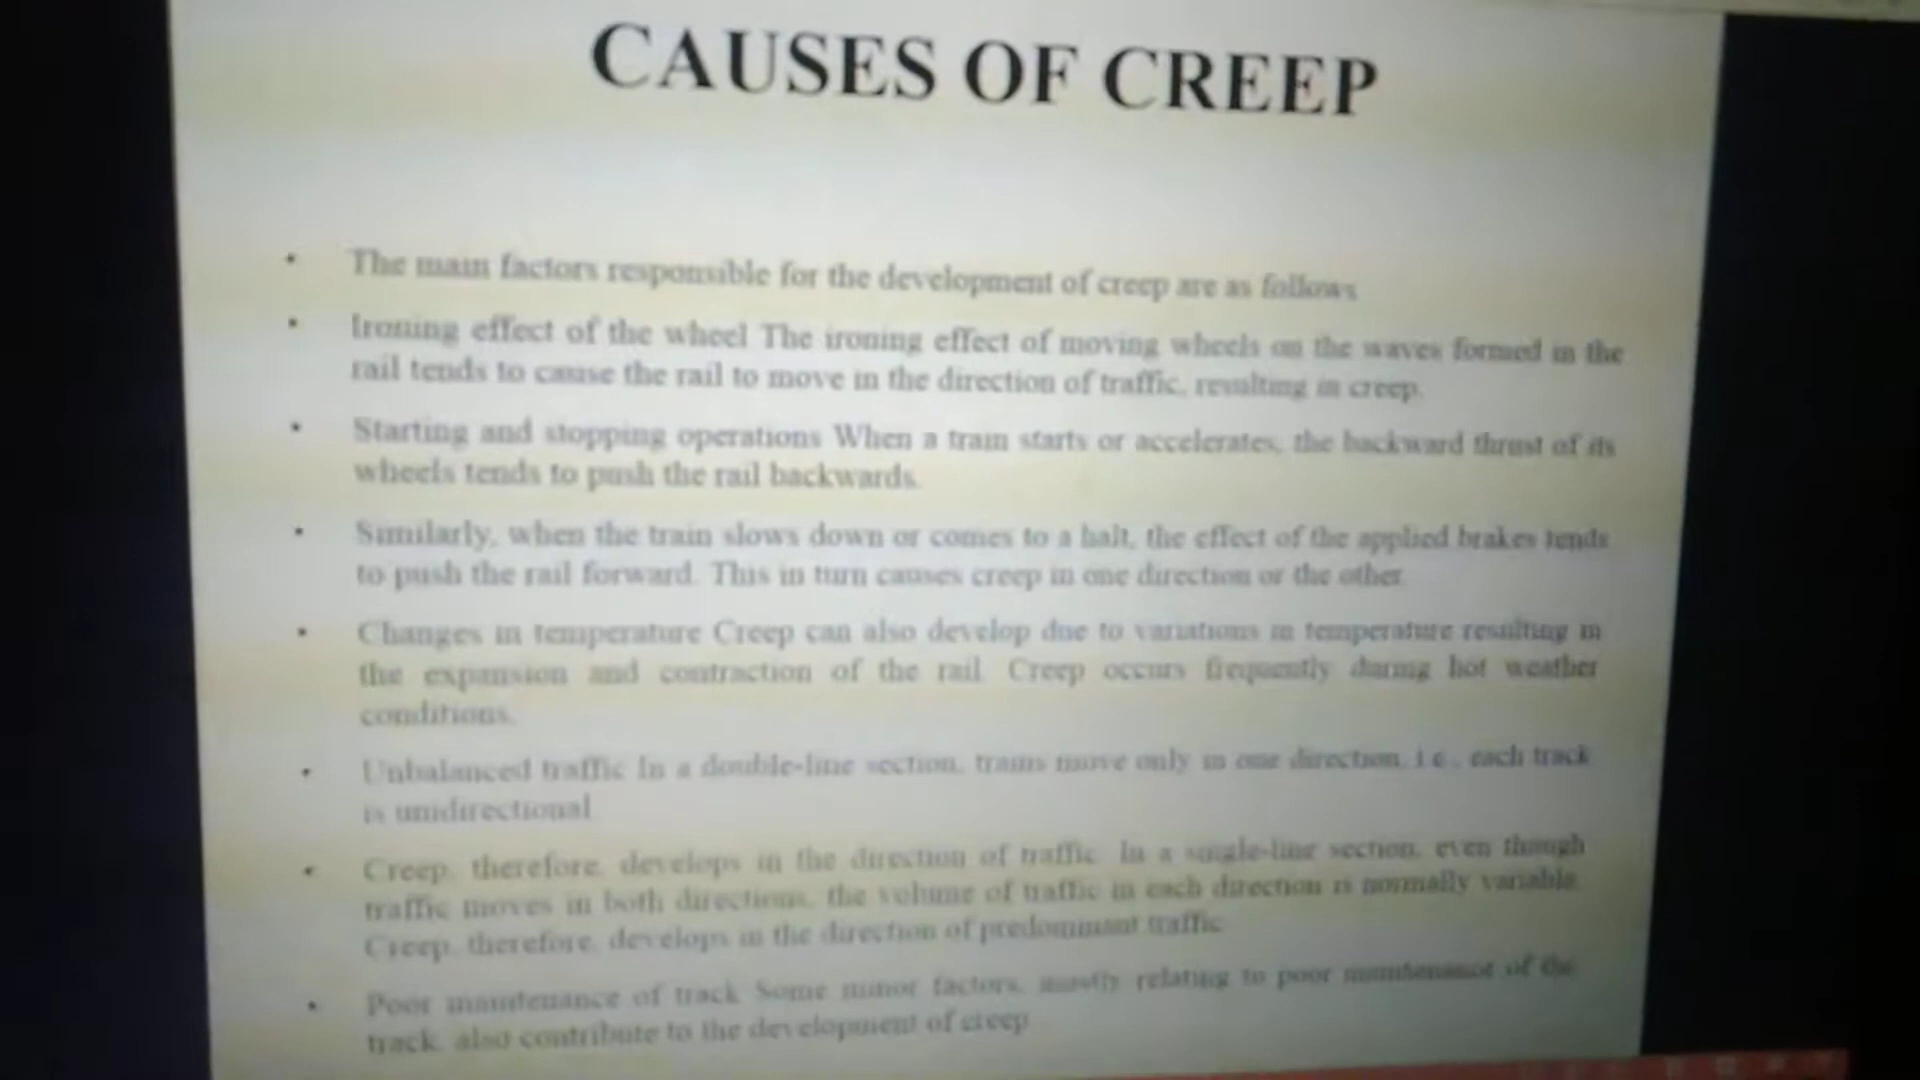 CAUSES OF CREEP
• The main factors responsible for the development of creep are as follows
• Ironing effect of the wheel The ironing effect of moving wheels on the waves formed in the
rail tends to cause the rail to move in the direction of traffic, resulting in creep.
• Starting and stopping operations When a train starts or accelerates, the backward thrust of its
wheels tends to push the rail backwards.
• Similarly, when the train slows down or comes to a halt, the effect of the applied brakes tends
to push the rail forward. This in turn causes creep in one direction or the other.
• Changes in temperature Creep can also develop due to variations in temperature resulting in
the expansion and contraction of the rail. Creep occurs frequently during hot weather
conditions.
• Unbalanced traffic In a double-line section, trains move only in one direction, i.e., each track
is unidirectional
• Creep, therefore, develops in the direction of traffic. In a single-line section, even though
traffic moves in both directions, the volume of traffic in each direction is normally variable.
Creep, therefore, develops in the direction of predominant traffic.
• Poor maintenance of track Some minor factors, mostly relating to poor maintenance of the
track, also contribute to the development of creep